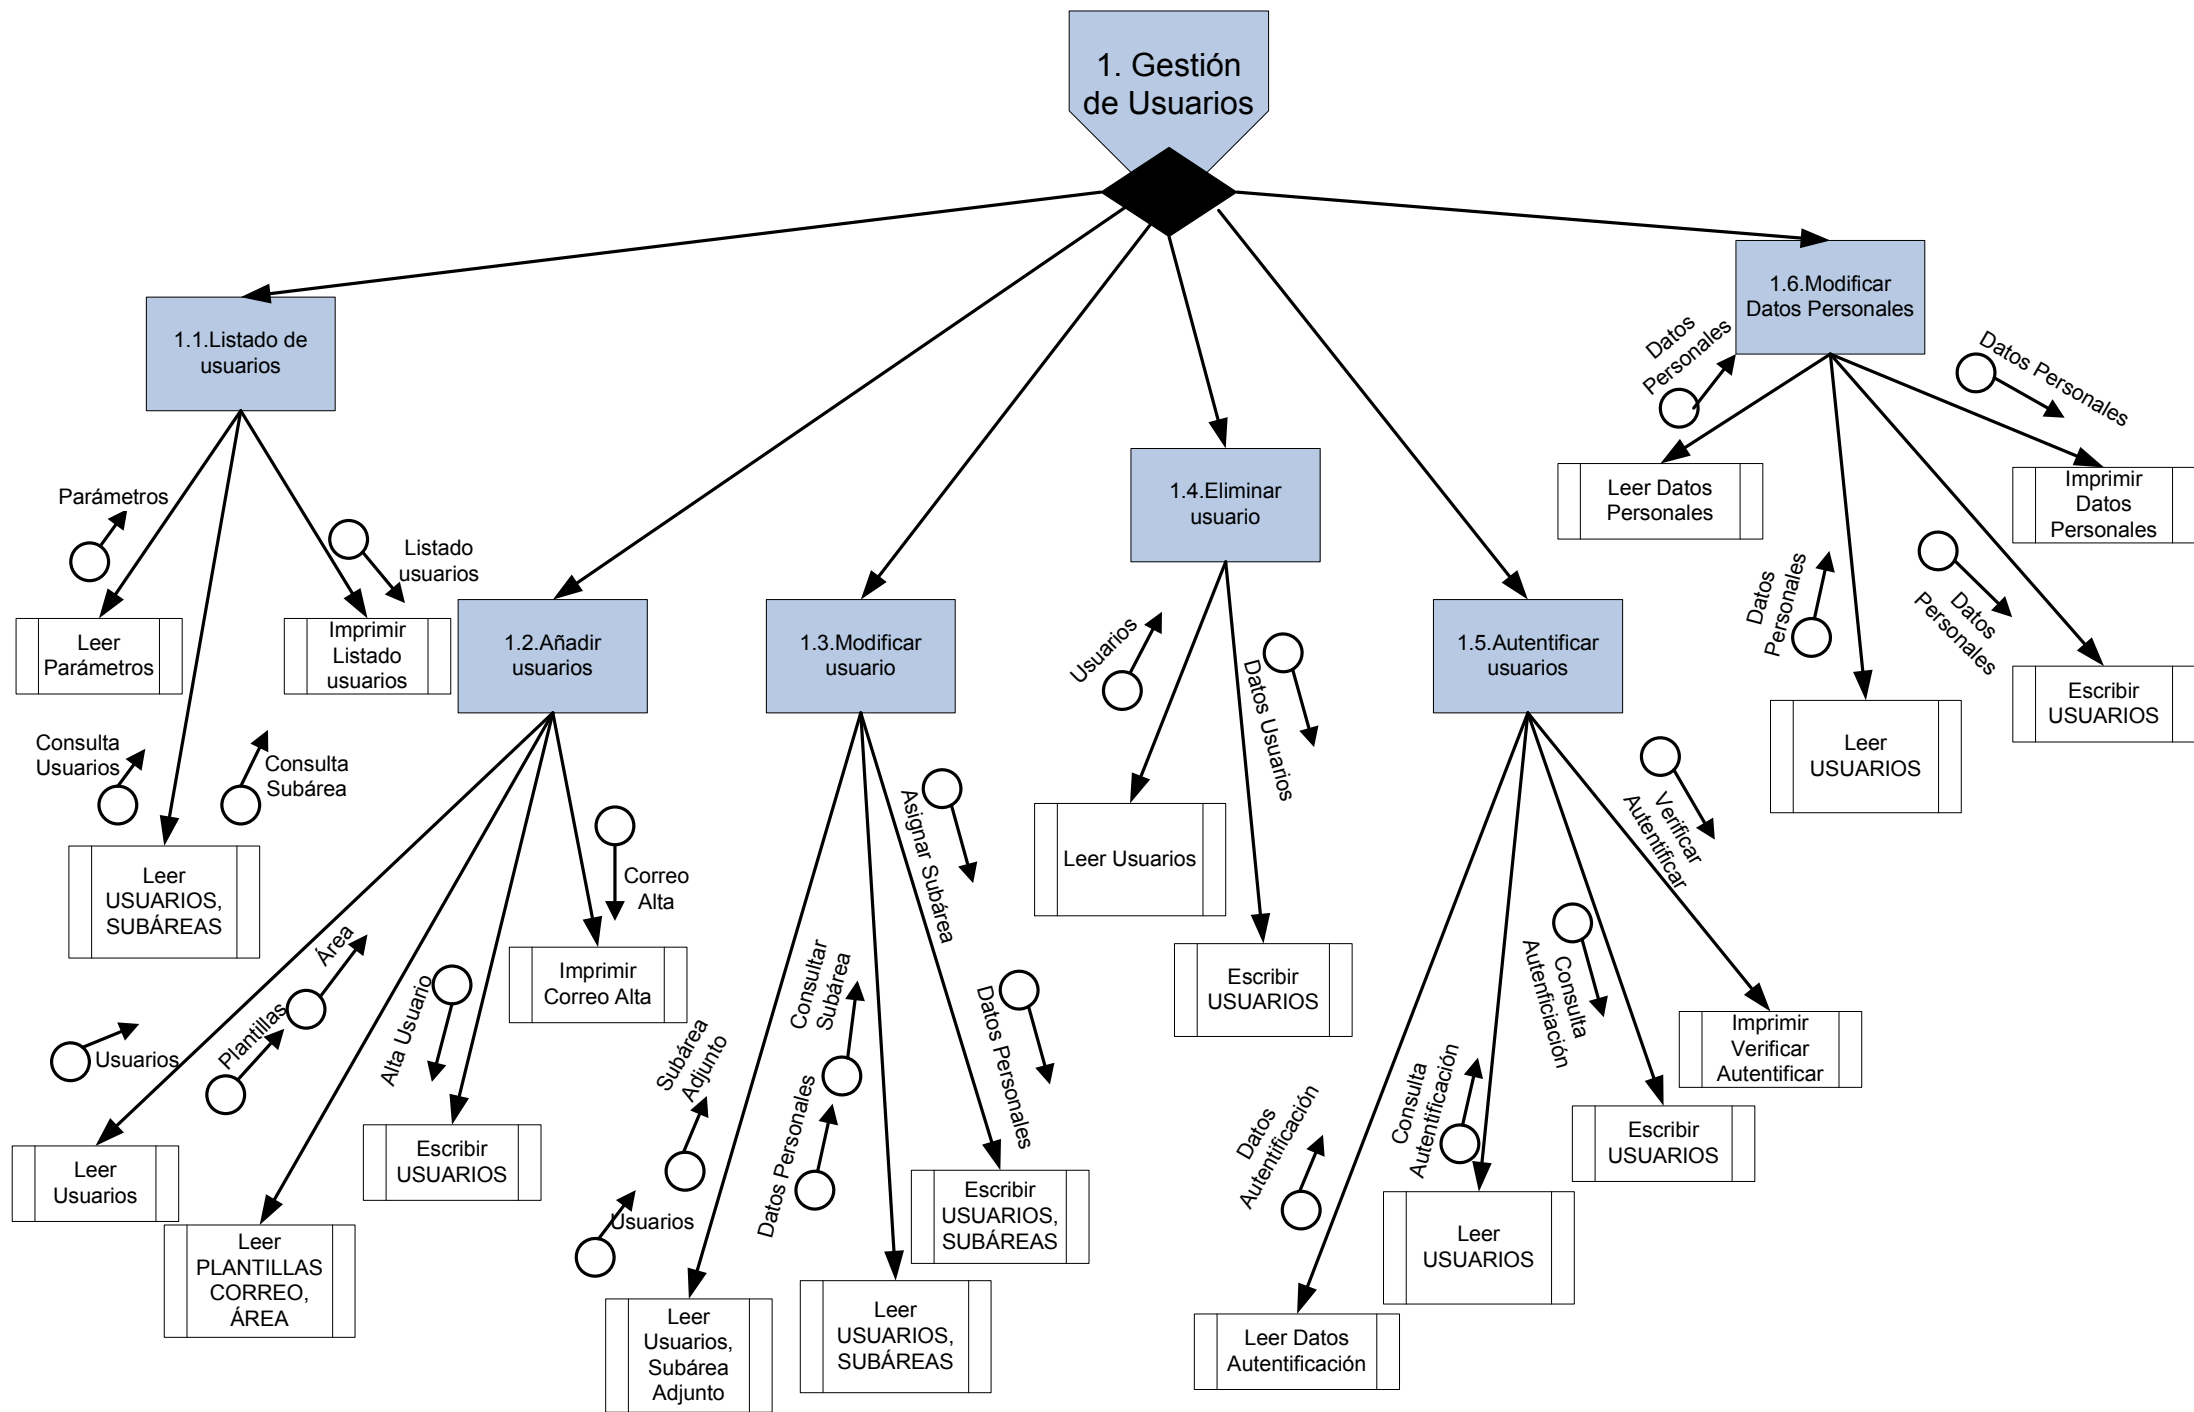 1. Gestión
de Usuarios
1.1.Listado de
usuarios
Parámetros
Listado
usuarios
Leer
Parámetros
Imprimir
Listado
usuarios
Consulta
Usuarios
Consulta
Subárea
Leer
USUARIOS,
SUBÁREAS
1.2.Añadir
usuarios
Usuarios
Plantillas
Área
Alta Usuario
Correo
Alta
Leer
Usuarios
Leer
PLANTILLAS
CORREO,
ÁREA
Escribir
USUARIOS
Imprimir
Correo Alta
1.3.Modificar
usuario
Usuarios
Subárea
Adjunto
Datos Personales
Consultar
Subárea
Asignar Subárea
Datos Personales
Leer
Usuarios,
Subárea
Adjunto
Leer
USUARIOS,
SUBÁREAS
Escribir
USUARIOS,
SUBÁREAS
1.4.Eliminar
usuario
Usuarios
Datos Usuarios
Leer Usuarios
Escribir
USUARIOS
1.5.Autentificar
usuarios
Datos
Autentificación
Consulta
Autentificación
Consulta
Autenficiación
Verificar
Autentificar
Leer Datos
Autentificación
Leer
USUARIOS
Escribir
USUARIOS
Imprimir
Verificar
Autentificar
1.6.Modificar
Datos Personales
Datos
Personales
Datos Personales
Leer Datos
Personales
Imprimir
Datos
Personales
Datos
Personales
Datos
Personales
Leer
USUARIOS
Escribir
USUARIOS